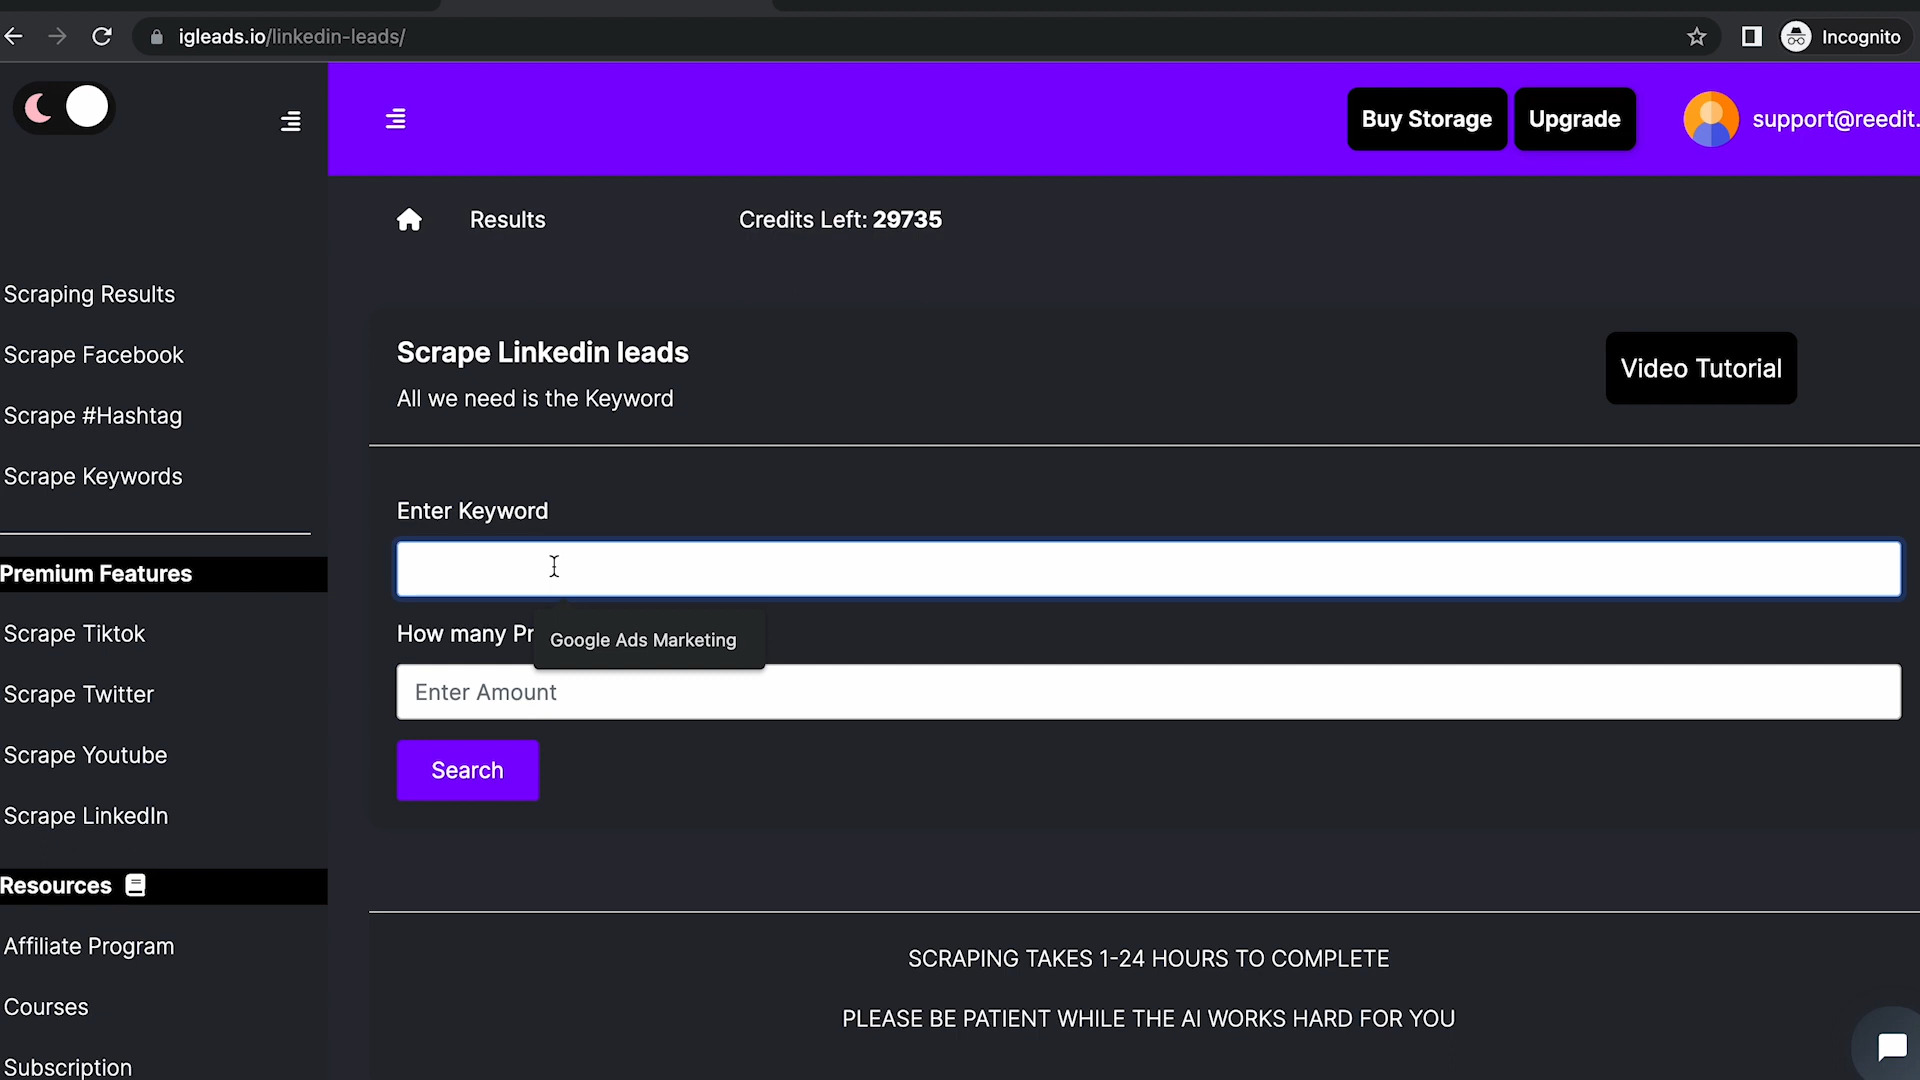 igleads.io/linkedin-leads/
Incognito
Buy Storage
Upgrade
support@reedit.
Results
Credits Left: 29735
Scraping Results
Scrape Facebook
Scrape #Hashtag
Scrape Keywords
Premium Features
Scrape Tiktok
Scrape Twitter
Scrape Youtube
Scrape LinkedIn
Resources
Affiliate Program
Courses
Subscription
Scrape Linkedin leads
All we need is the Keyword
Video Tutorial
Enter Keyword
How many Pr
Google Ads Marketing
Enter Amount
Search
SCRAPING TAKES 1-24 HOURS TO COMPLETE
PLEASE BE PATIENT WHILE THE AI WORKS HARD FOR YOU